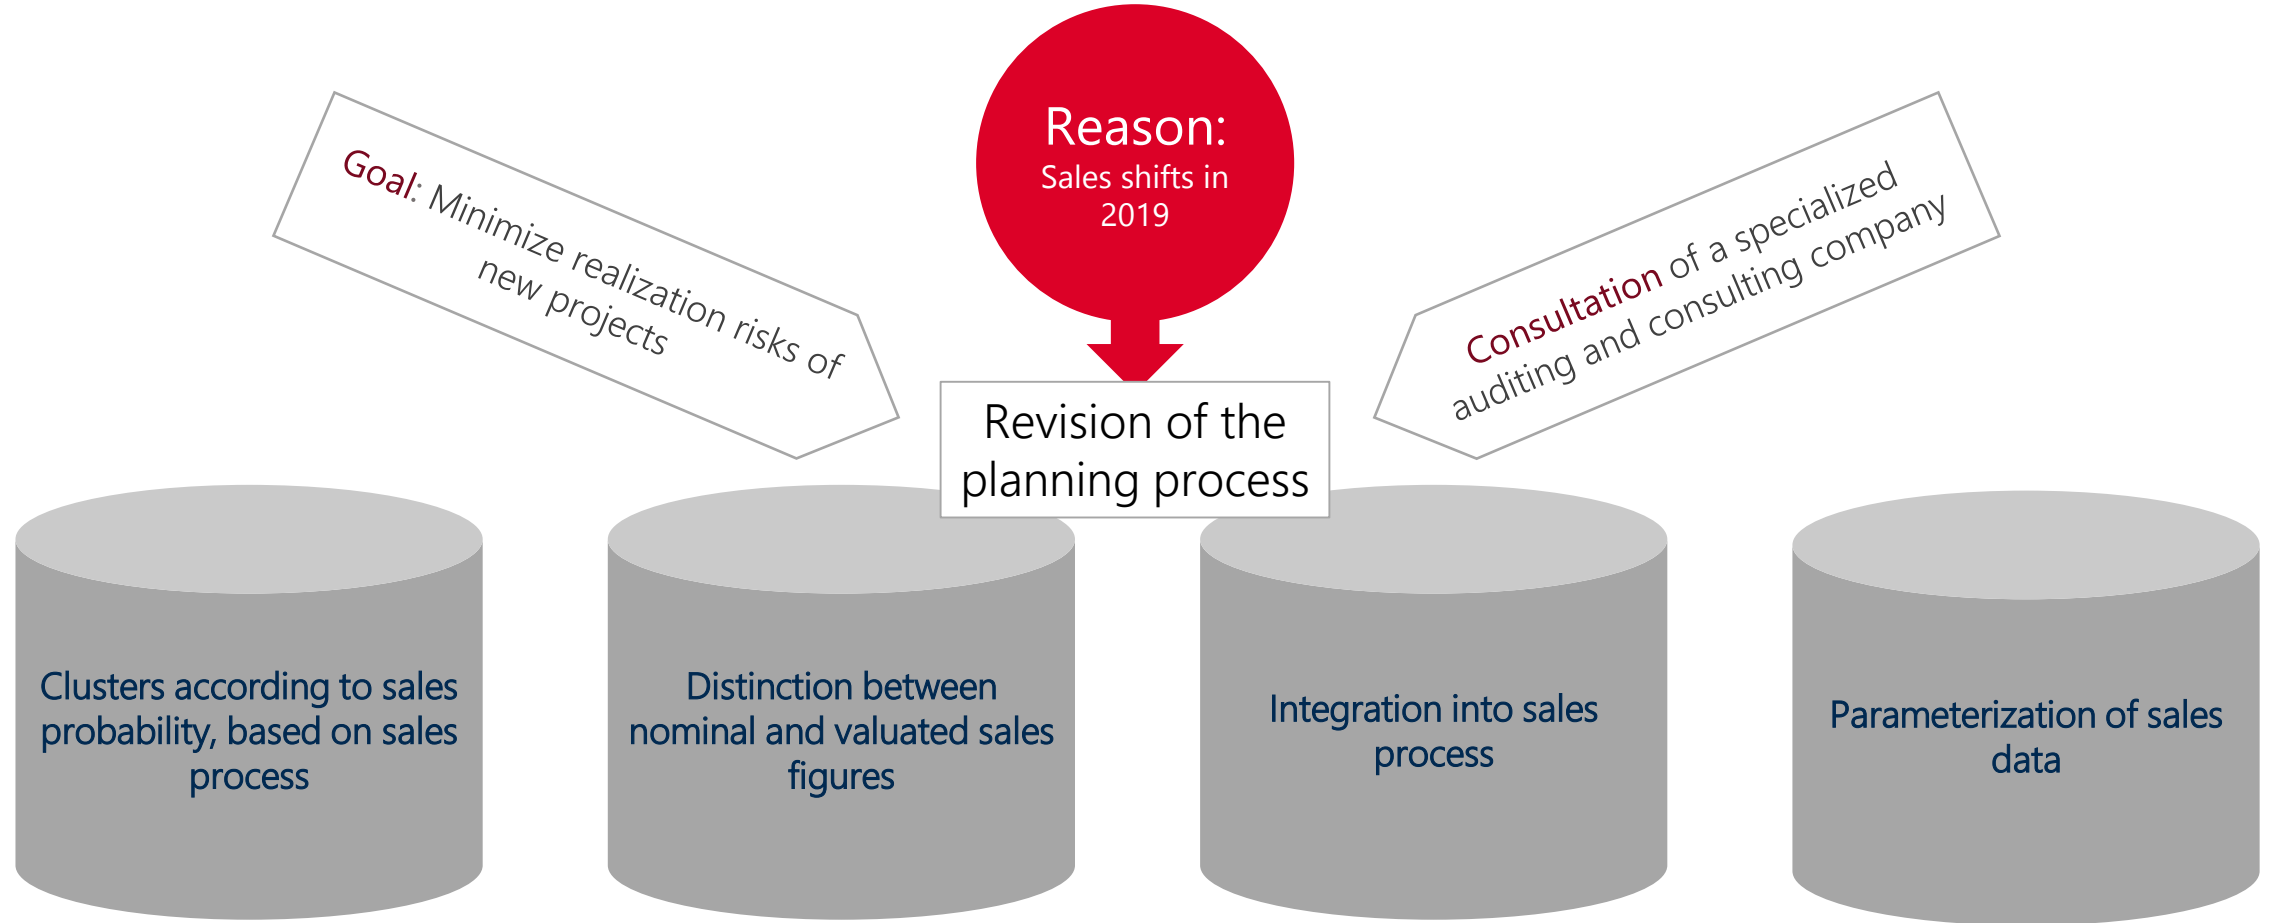 Reason:
Sales shifts in
2019
Goal: Minimize realization risks of
new projects
Consultation of a specialized
auditing and consulting company
Revision of the
planning process
Clusters according to sales
probability, based on sales
process
Distinction between
nominal and valuated sales
figures
Integration into sales
process
Parameterization of sales
data